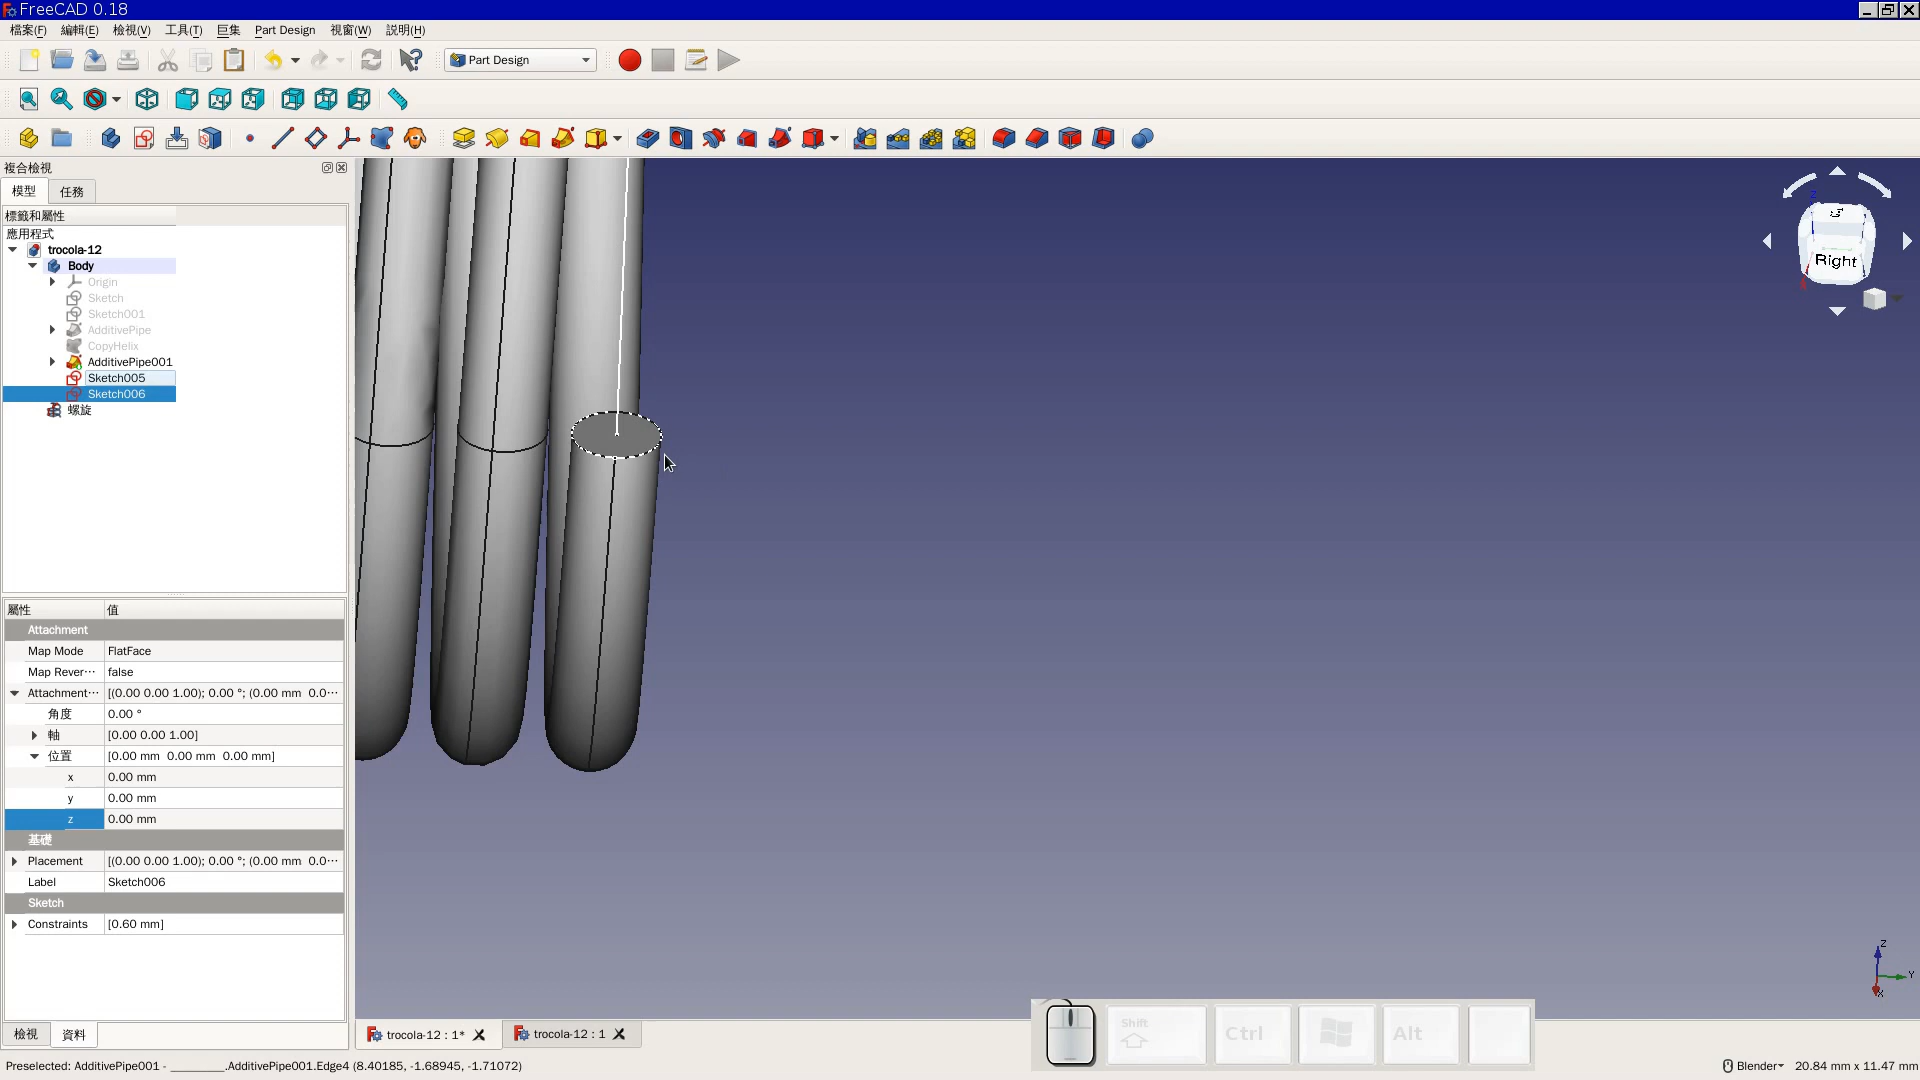 FreeCAD 0.18
檔案(F) 編輯(E) 檢視(V) 工具(T) 巨集 Part Design 視窗(W) 說明(H)
Part Design
複合檢視
模型 任務
標籤和屬性
應用程式
trocola-12
Body
Origin
Sketch
Sketch001
AdditivePipe
CopyHelix
AdditivePipe001
Sketch005
Sketch006
螺旋
屬性 值
Attachment
Map Mode FlatFace
Map Rever··· false
Attachment··· [(0.00 0.00 1.00); 0.00 °; (0.00 mm 0.0···
角度 0.00 °
軸 [0.00 0.00 1.00]
位置 [0.00 mm 0.00 mm 0.00 mm]
x 0.00 mm
y 0.00 mm
z 0.00 mm
基礎
Placement [(0.00 0.00 1.00); 0.00 °; (0.00 mm 0.0···
Label Sketch006
Sketch
Constraints [0.60 mm]
檢視 資料
trocola-12 : 1* trocola-12 : 1
Right
Z
Z
Y
X
Shift Ctrl Alt
Preselected: AdditivePipe001 - ________.AdditivePipe001.Edge4 (8.40185, -1.68945, -1.71072)
Blender 20.84 mm x 11.47 mm